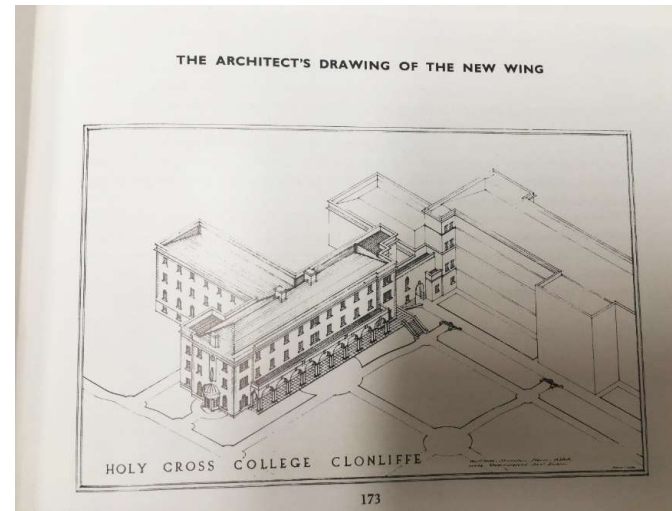 THE ARCHITECT'S DRAWING OF THE NEW WING
HOLY CROSS COLLEGE CLONLIFFE
173